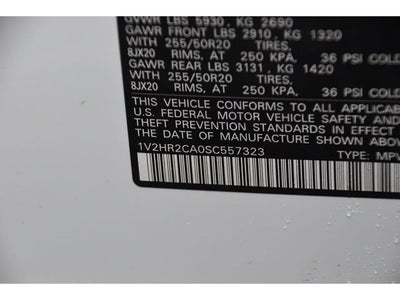 GVWR LBS 5930 , KG 2690
GAWR FRONT LBS 2910 , KG 1320
WITH 255/50R20 TIRES,
8JX20 RIMS, AT 250 KPA, 36 PSI COLD
GAWR REAR LBS 3131 , KG 1420
WITH 255/50R20 TIRES,
8JX20 RIMS, AT 250 KPA, 36 PSI COLD
THIS VEHICLE CONFORMS TO ALL APPLICABLE
U.S. FEDERAL MOTOR VEHICLE SAFETY AND
THEFT PREVENTION STANDARDS IN EFFECT
THE DATE OF MANUFACTURE SHOWN ABOVE
1V2HR2CA0SC557323
TYPE: MPV